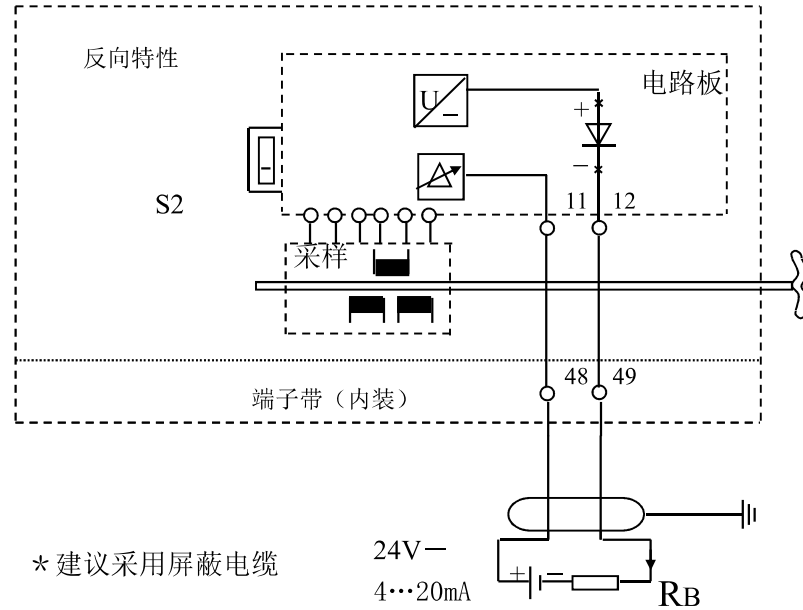 反向特性
电路板
U
+
−
S2
11 12
采样
48 49
端子带（内装）
*建议采用屏蔽电缆
24V−
+ −
4…20mA
RB